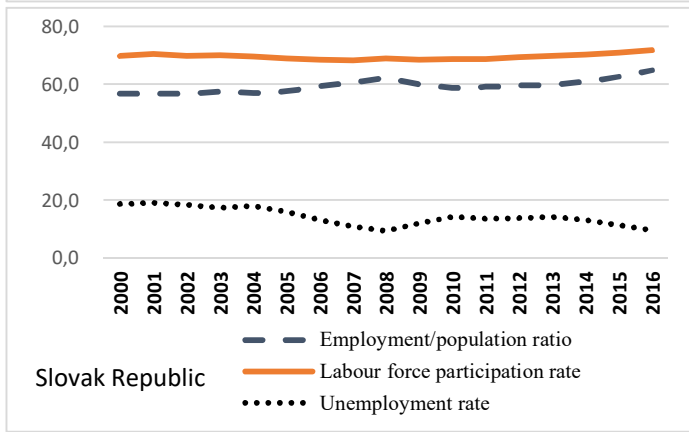 80,0
60,0
40,0
20,0
0,0
2000 2001 2002 2003 2004 2005 2006 2007 2008 2009 2010 2011 2012 2013 2014 2015 2016
Employment/population ratio
Slovak Republic
Labour force participation rate
Unemployment rate